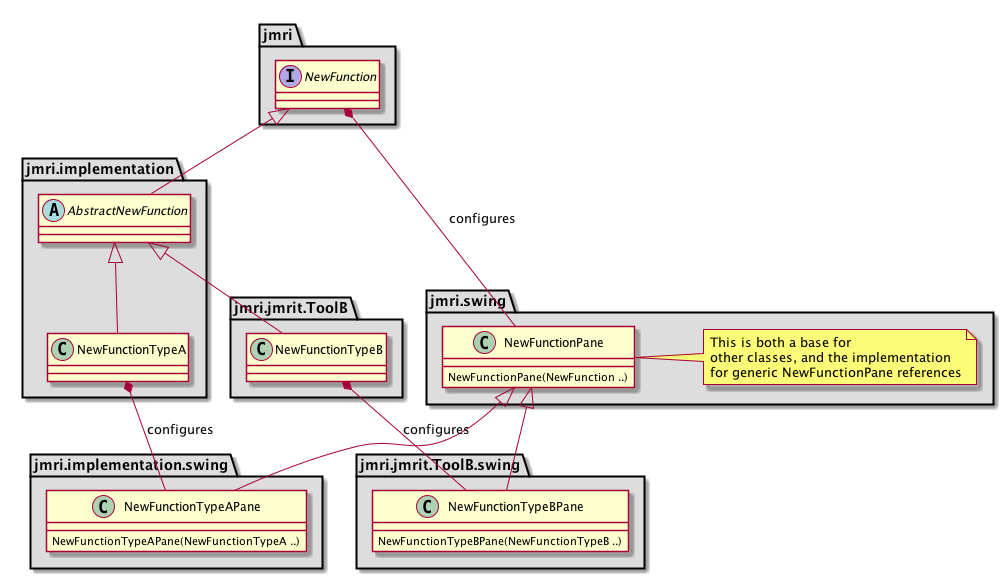 jmri
I NewFunction
jmri.implementation
A AbstractNewFunction
configures
jmri.jmrit.ToolB
jmri.swing
C NewFunctionTypeA
C NewFunctionTypeB
C NewFunctionPane
NewFunctionPane(NewFunction ..)
This is both a base for
other classes, and the implementation
for generic NewFunctionPane references
configures
configures
jmri.implementation.swing
jmri.jmrit.ToolB.swing
C NewFunctionTypeAPane
NewFunctionTypeAPane(NewFunctionTypeA ..)
C NewFunctionTypeBPane
NewFunctionTypeBPane(NewFunctionTypeB ..)